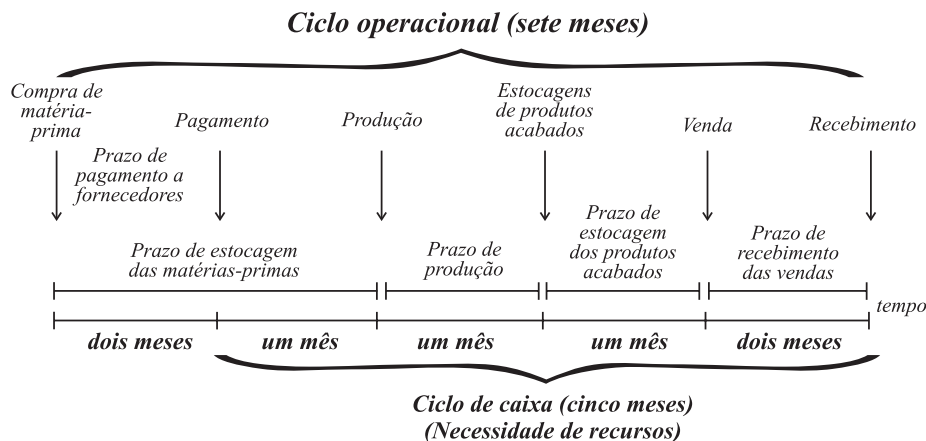 Ciclo operacional (sete meses)
Compra de
matéria-
prima
Pagamento
Produção
Estocagens
de produtos
acabados
Venda
Recebimento
Prazo de
pagamento a
fornecedores
Prazo de estocagem
das matérias-primas
Prazo de
produção
Prazo de
estocagem
dos produtos
acabados
Prazo de
recebimento
das vendas
tempo
dois meses
um mês
um mês
um mês
dois meses
Ciclo de caixa (cinco meses)
(Necessidade de recursos)